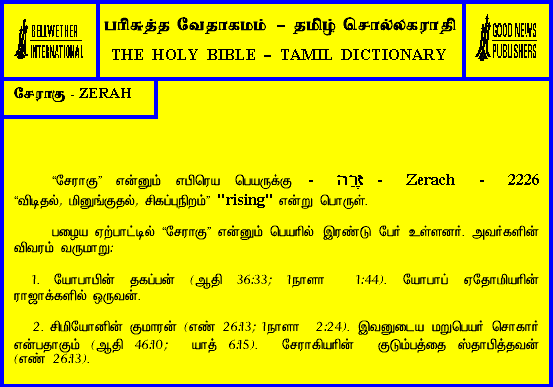 BELLWETHER
INTERNATIONAL
பரிசுத்த வேதாகமம் – தமிழ் சொல்லகராதி
THE HOLY BIBLE – TAMIL DICTIONARY
GOOD NEWS
PUBLISHERS
சேராகு - ZERAH
“சேராகு” என்னும் எபிரெய பெயருக்கு - זֶרַח - Zerach - 2226
“விடிதல், மினுங்குதல், சிகப்புநிறம்” "rising" என்று பொருள்.
பழைய ஏற்பாட்டில் “சேராகு” என்னும் பெயரில் இரண்டு பேர் உள்ளனர். அவர்களின்
விவரம் வருமாறு:
1. யோபாபின் தகப்பன் (ஆதி 36:33; 1நாளா 1:44). யோபாப் ஏதோமியரின்
ராஜாக்களில் ஒருவன்.
2. சிமியோனின் குமாரன் (எண் 26:13; 1நாளா 2:24). இவனுடைய மறுபெயர் சொகார்
என்பதாகும் (ஆதி 46:10; யாத் 6:15). சேராகியரின் குடும்பத்தை ஸ்தாபித்தவன்
(எண் 26:13).